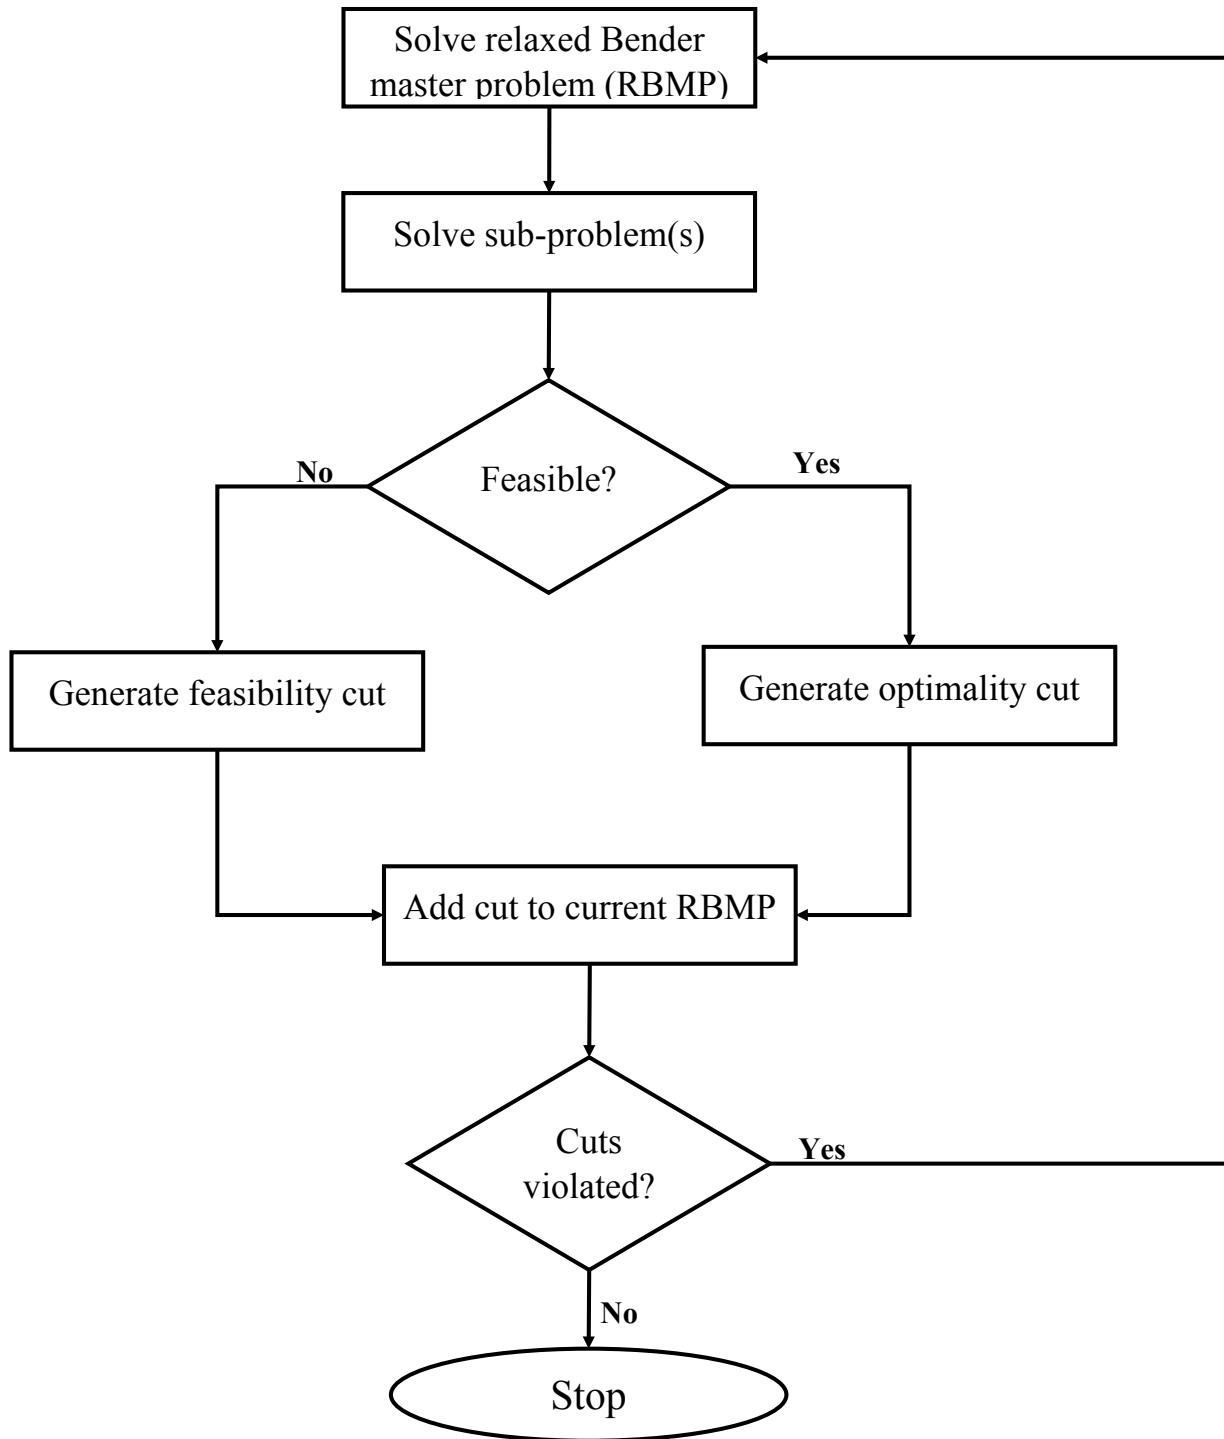 Solve relaxed Bender
master problem (RBMP)
Solve sub-problem(s)
No
Feasible?
Yes
Generate feasibility cut
Generate optimality cut
Add cut to current RBMP
Cuts
violated?
Yes
No
Stop